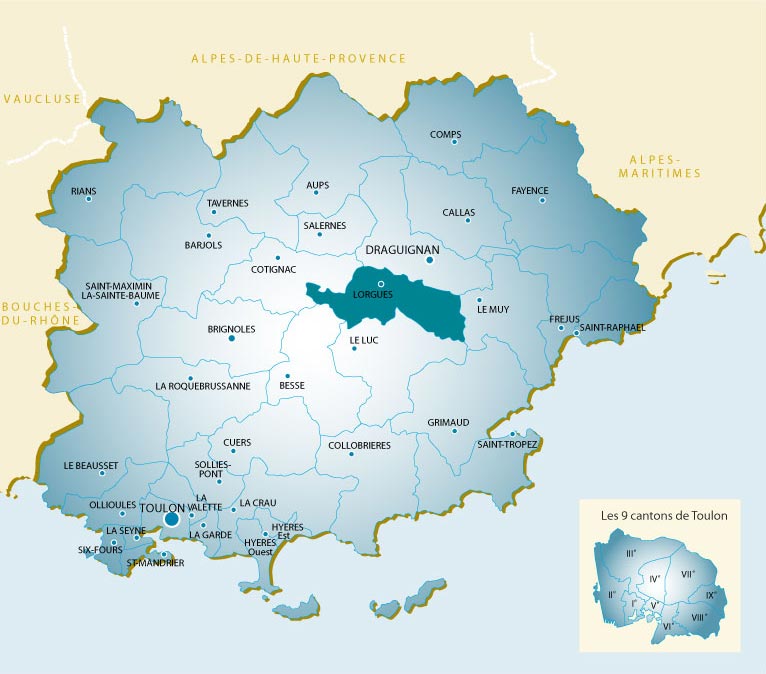 ALPES-DE-HAUTE-PROVENCE
VAUCLUSE
COMPS
ALPES-
MARITIMES
RIANS
AUPS
FAYENCE
TAVERNES
CALLAS
SALERNES
BARJOLS
DRAGUIGNAN
COTIGNAC
SAINT-MAXIMIN
LA-SAINTE-BAUME
LORGUES
BOUCHES-
DU-RHÔNE
LE MUY
FREJUS
SAINT-RAPHAEL
BRIGNOLES
LE LUC
LA ROQUEBRUSSANNE
BESSE
GRIMAUD
SAINT-TROPEZ
CUERS
COLLOBRIERES
LE BEAUSSET
SOLLIES-
PONT
OLLIOULES
TOULON
LA
VALETTE
LA CRAU
LA SEYNE
LA GARDE
HYERES
Est
HYERES
Ouest
SIX-FOURS
ST-MANDRIER
Les 9 cantons de Toulon
III°
IV°
VII°
II°
I°
V°
IX°
VI°
VIII°